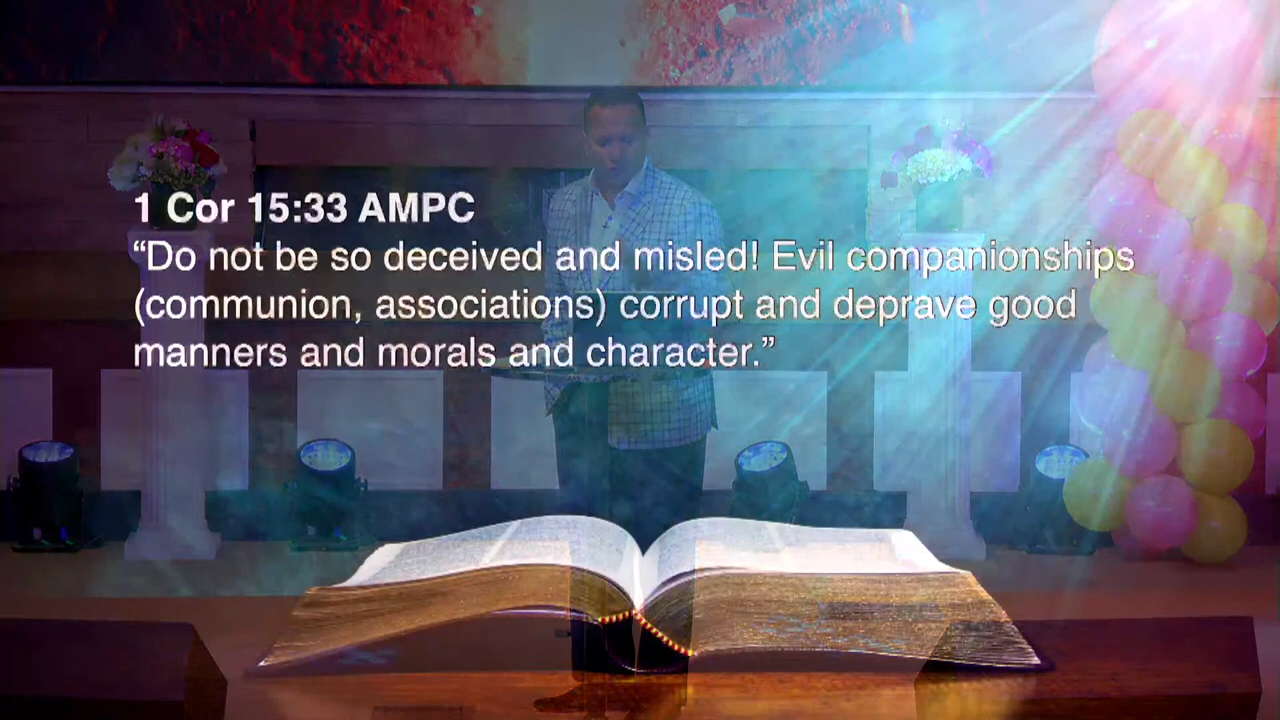 1 Cor 15:33 AMPC
“Do not be so deceived and misled! Evil companionships
(communion, associations) corrupt and deprave good
manners and morals and character.”